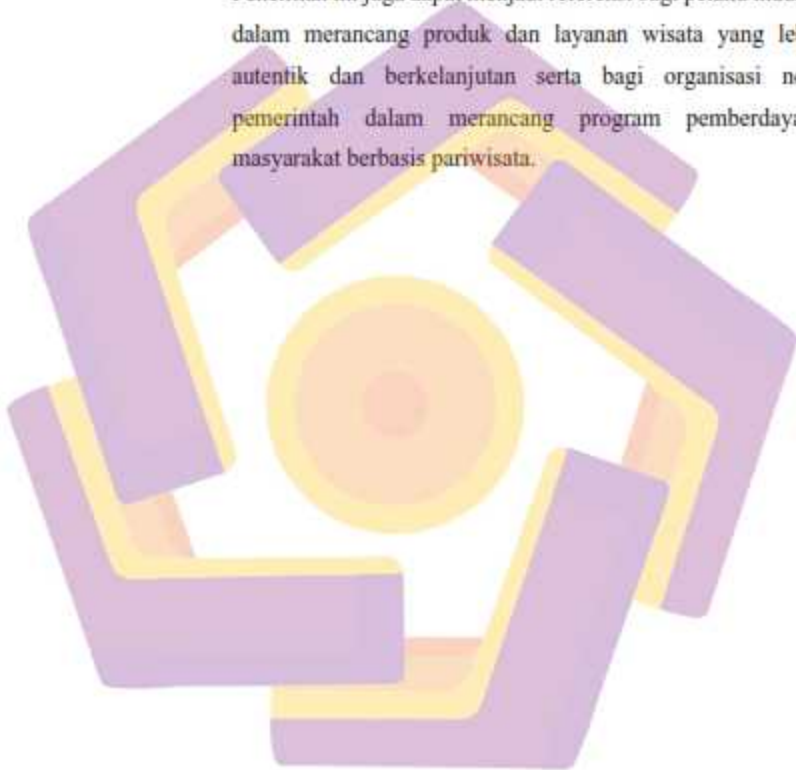 dalam merancang produk dan layanan wisata yang le
autentik dan berkelanjutan serta bagi organisasi n
pemerintah dalam merancang program pemberdaya
masyarakat berbasis pariwisata.